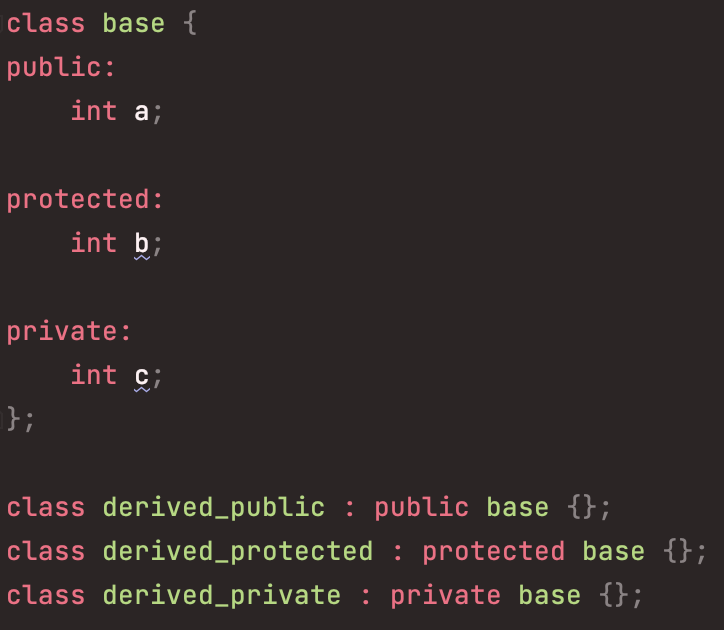 class base {
public:
    int a;
protected:
    int b;
private:
    int c;
};
class derived_public : public base {};
class derived_protected : protected base {};
class derived_private : private base {};